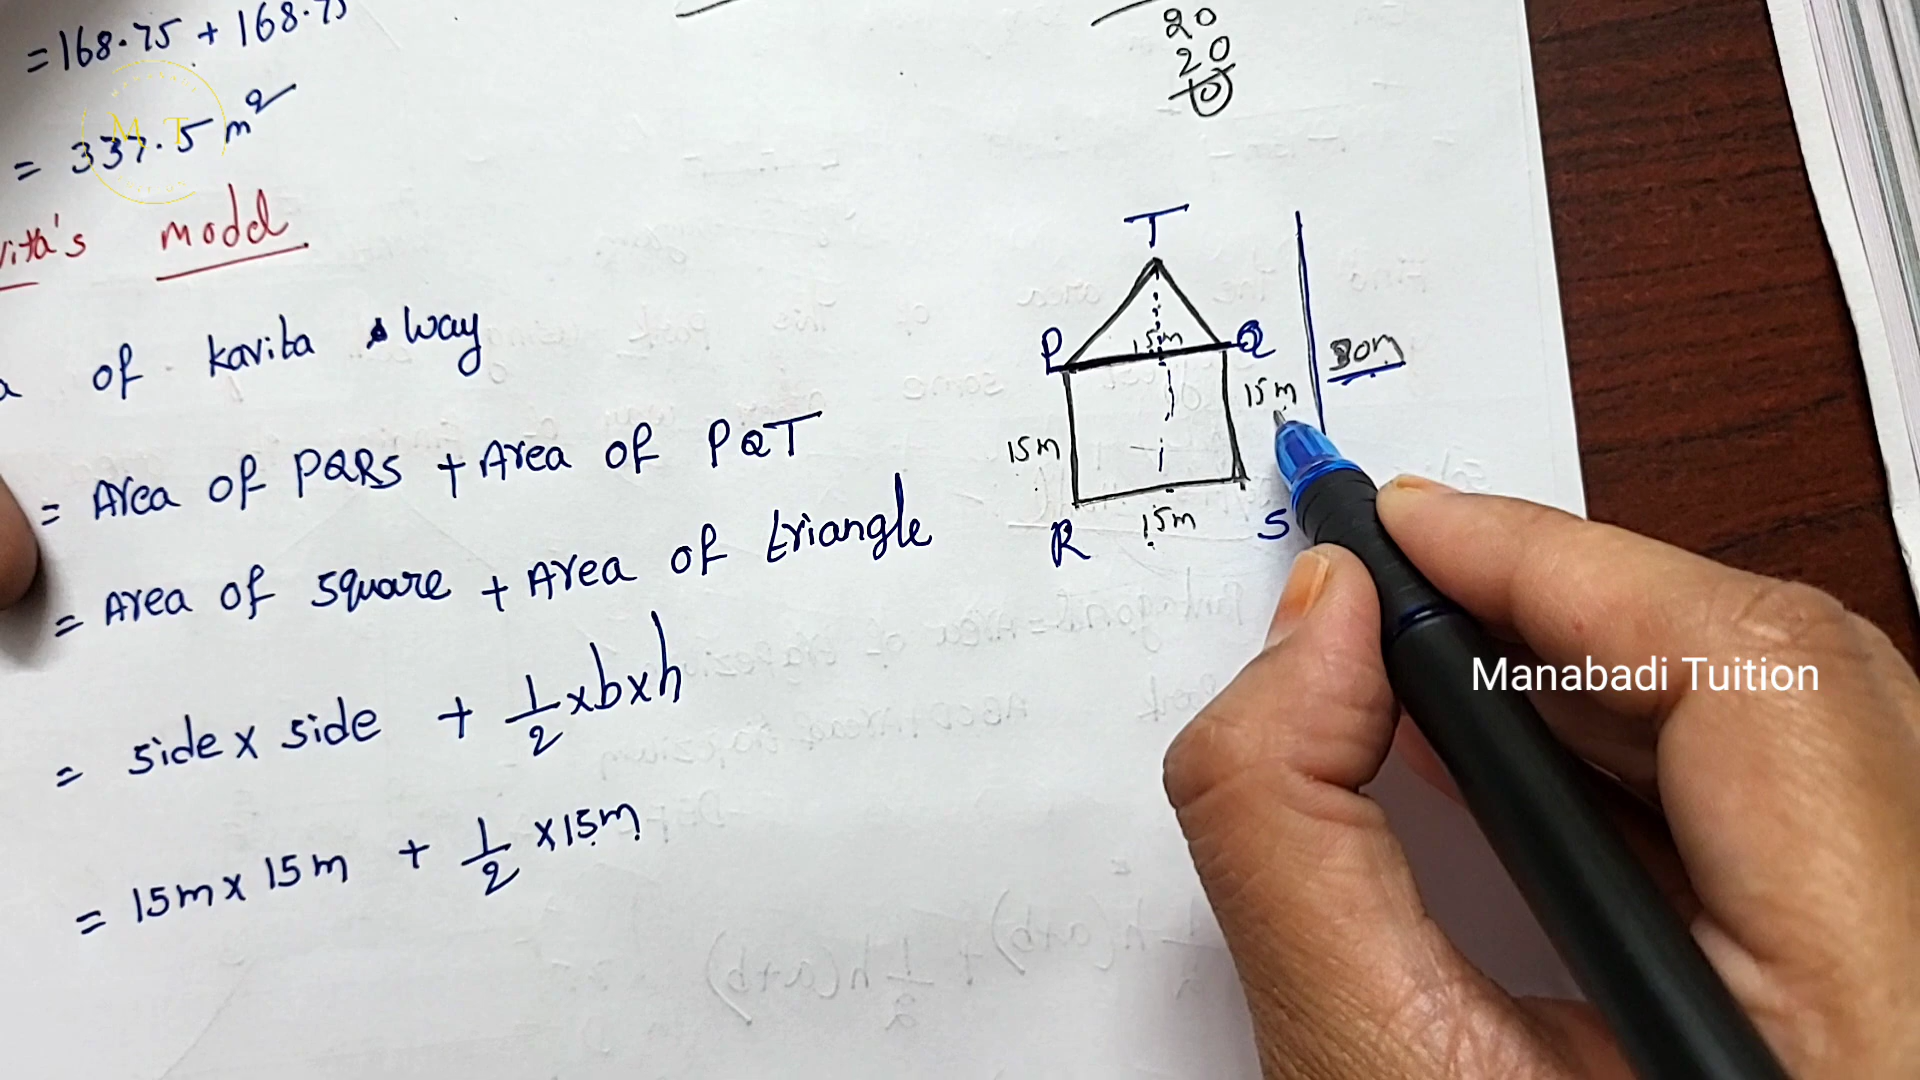 =168.75 + 168.75
= 337.5 m²
M T
vita's model
of kavita way
= Area of PQRS + Area of PQT
= Area of square + Area of triangle
= side x side + 1/2 x b x h
= 15m x 15m + 1/2 x 15m
20
20
T
P
15m
Q
30m
15m
15m
R
15m
S
Manabadi Tuition